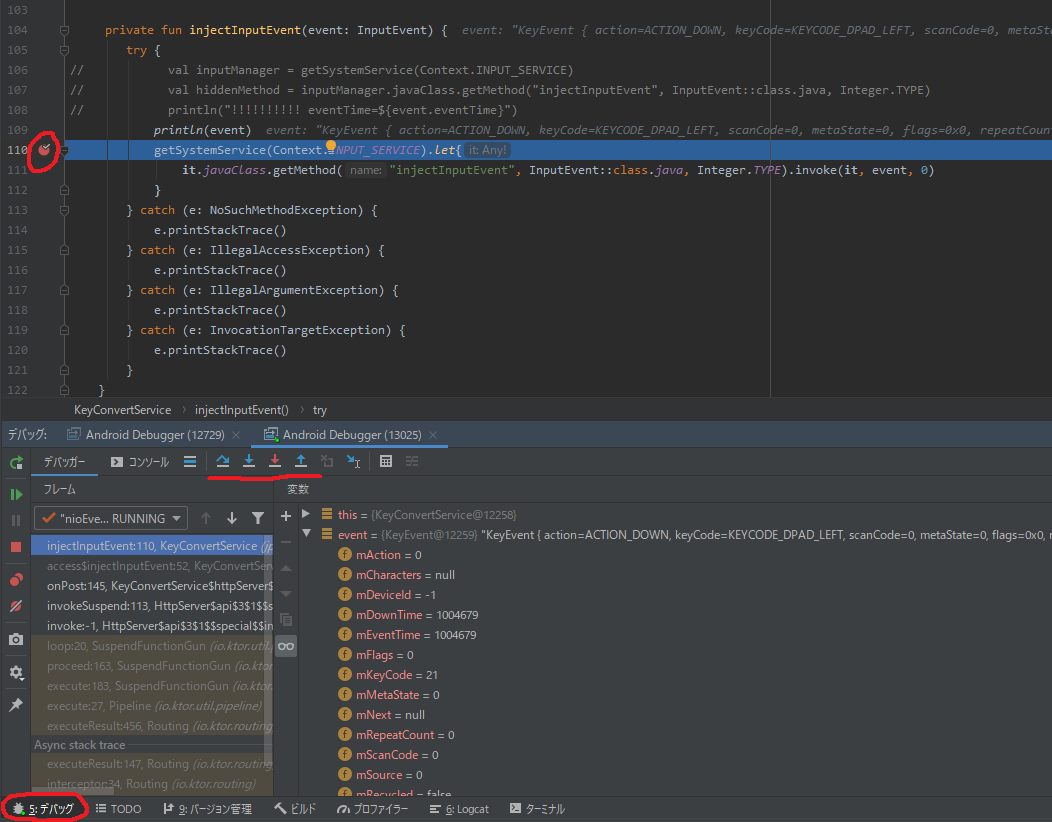 103
104 private fun injectInputEvent(event: InputEvent) { event: "KeyEvent { action=ACTION_DOWN, keyCode=KEYCODE_DPAD_LEFT, scanCode=0, metaSta
105 try {
106 // val inputManager = getSystemService(Context.INPUT_SERVICE)
107 // val hiddenMethod = inputManager.javaClass.getMethod("injectInputEvent", InputEvent::class.java, Integer.TYPE)
108 // println("!!!!!!!!!! eventTime=${event.eventTime}")
109 println(event) event: "KeyEvent { action=ACTION_DOWN, keyCode=KEYCODE_DPAD_LEFT, scanCode=0, metaState=0, flags=0x0, repeatCoun
110 getSystemService(Context.INPUT_SERVICE).let{ it: Any!
111 it.javaClass.getMethod( name: "injectInputEvent", InputEvent::class.java, Integer.TYPE).invoke(it, event, 0)
112 }
113 } catch (e: NoSuchMethodException) {
114 e.printStackTrace()
115 } catch (e: IllegalAccessException) {
116 e.printStackTrace()
117 } catch (e: IllegalArgumentException) {
118 e.printStackTrace()
119 } catch (e: InvocationTargetException) {
120 e.printStackTrace()
121 }
122 }
KeyConvertService › injectInputEvent() › try
デバッグ: Android Debugger (12729) × Android Debugger (13025) ×
デバッガー コンソール
フレーム 変数
"nioEve... RUNNING
injectInputEvent:110, KeyConvertService (jp
access$injectInputEvent:52, KeyConvertServ
onPost:145, KeyConvertService$httpServer$
invokeSuspend:113, HttpServer$api$3$1$$s
invoke:-1, HttpServer$api$3$1$$special$$in
loop:20, SuspendFunctionGun (io.ktor.util.
proceed:163, SuspendFunctionGun (io.ktor
execute:183, SuspendFunctionGun (io.ktor
execute:27, Pipeline (io.ktor.util.pipeline)
executeResult:456, Routing (io.ktor.routing
Async stack trace
executeResult:147, Routing (io.ktor.routing
interceptor:34, Routing (io.ktor.routing)
this = {KeyConvertService@12258}
event = {KeyEvent@12259} "KeyEvent { action=ACTION_DOWN, keyCode=KEYCODE_DPAD_LEFT, scanCode=0, metaState=0, flags=0x0,
mAction = 0
mCharacters = null
mDeviceId = -1
mDownTime = 1004679
mEventTime = 1004679
mFlags = 0
mKeyCode = 21
mMetaState = 0
mNext = null
mRepeatCount = 0
mScanCode = 0
mSource = 0
mRecycled = false
5: デバッグ TODO 9: バージョン管理 ビルド プロファイラー 6: Logcat ターミナル